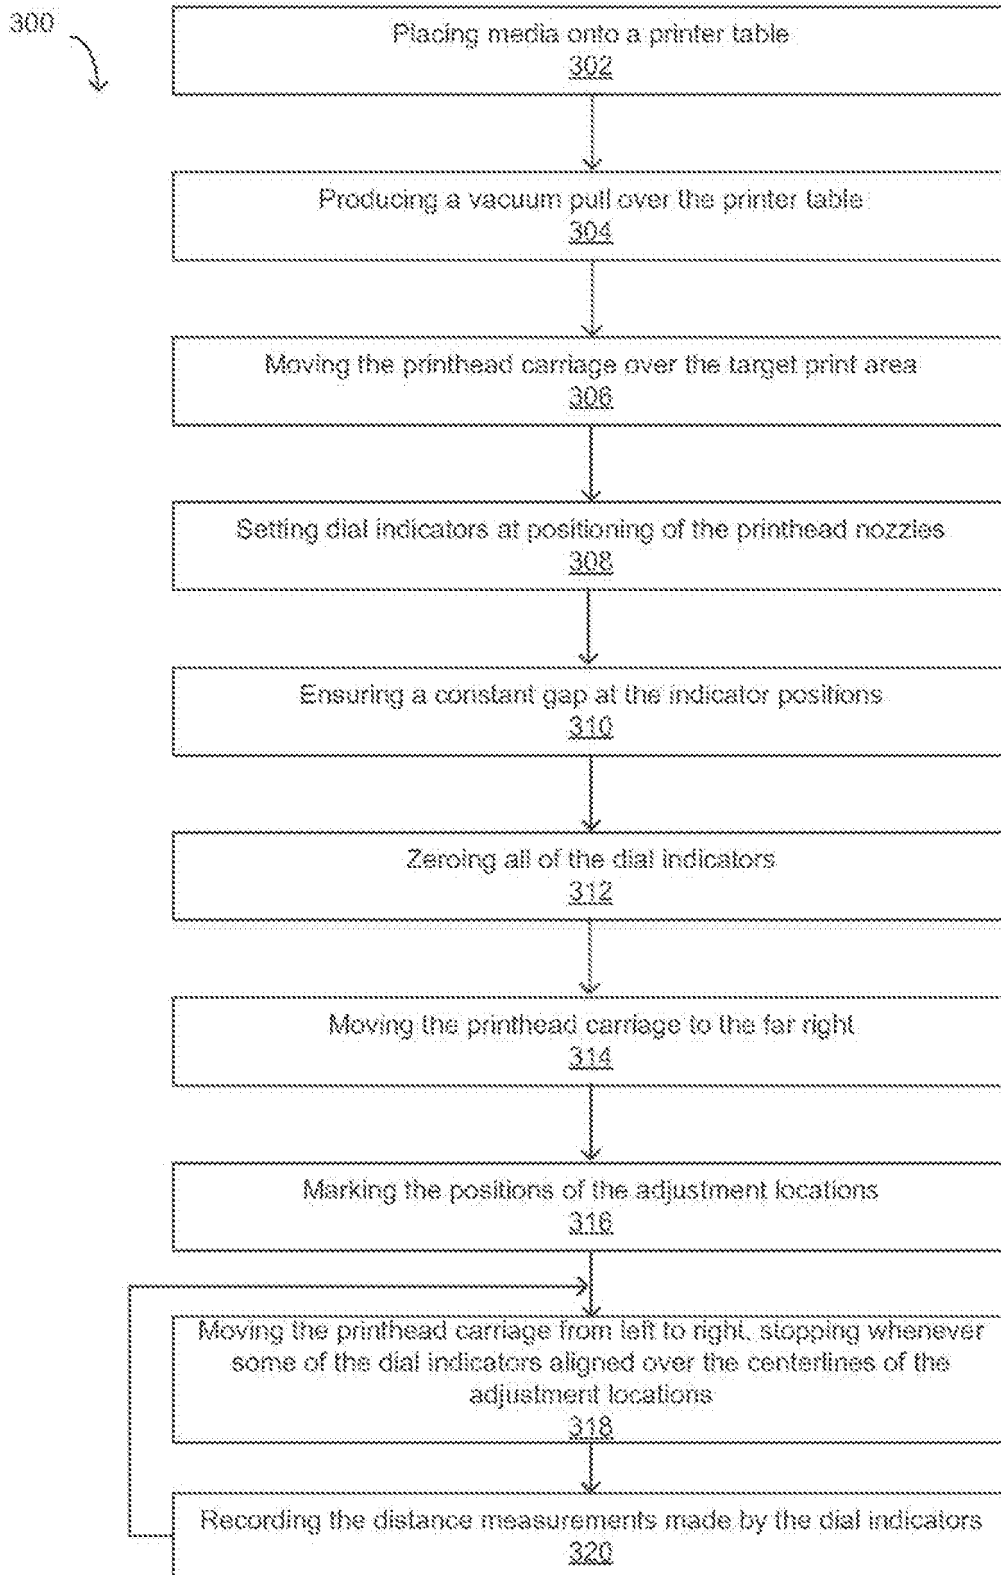 300
Placing media onto a printer table
302
Producing a vacuum pull over the printer table
304
Moving the printhead carriage over the target print area
306
Setting dial indicators at positioning of the printhead nozzles
308
Ensuring a constant gap at the indicator positions
310
Zeroing all of the dial indicators
312
Moving the printhead carriage to the far right
314
Marking the positions of the adjustment locations
316
Moving the printhead carriage from left to right, stopping whenever
some of the dial indicators aligned over the centerlines of the
adjustment locations
318
Recording the distance measurements made by the dial indicators
320